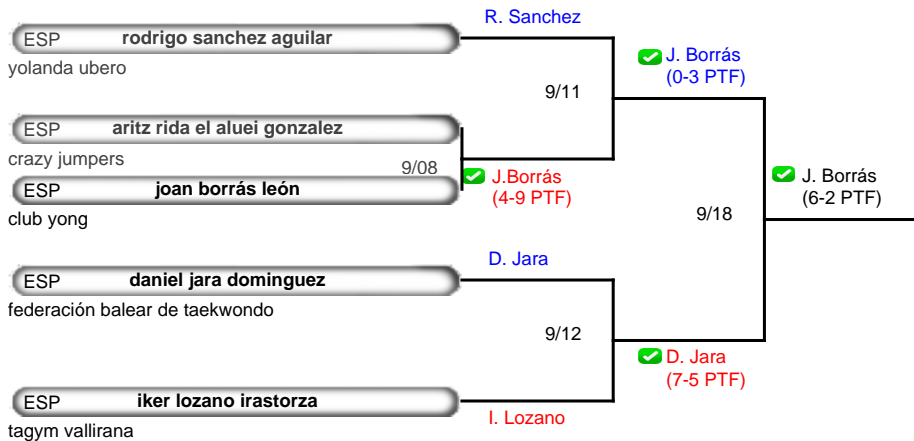 R. Sanchez
ESP rodrigo sanchez aguilar
yolanda ubero
J. Borrás
(0-3 PTF)
9/11
ESP aritz rida el aluei gonzalez
crazy jumpers
9/08
J.Borrás
(4-9 PTF)
ESP joan borrás león
club yong
J. Borrás
(6-2 PTF)
9/18
D. Jara
ESP daniel jara dominguez
federación balear de taekwondo
9/12
D. Jara
(7-5 PTF)
ESP iker lozano irastorza
I. Lozano
tagym vallirana